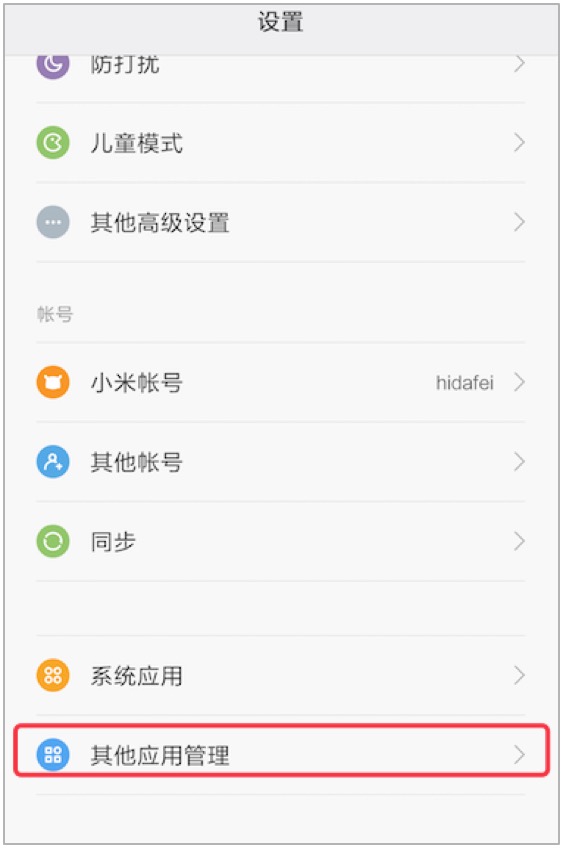 设置
防打扰
儿童模式
其他高级设置
帐号
小米帐号 hidafei
其他帐号
同步
系统应用
其他应用管理